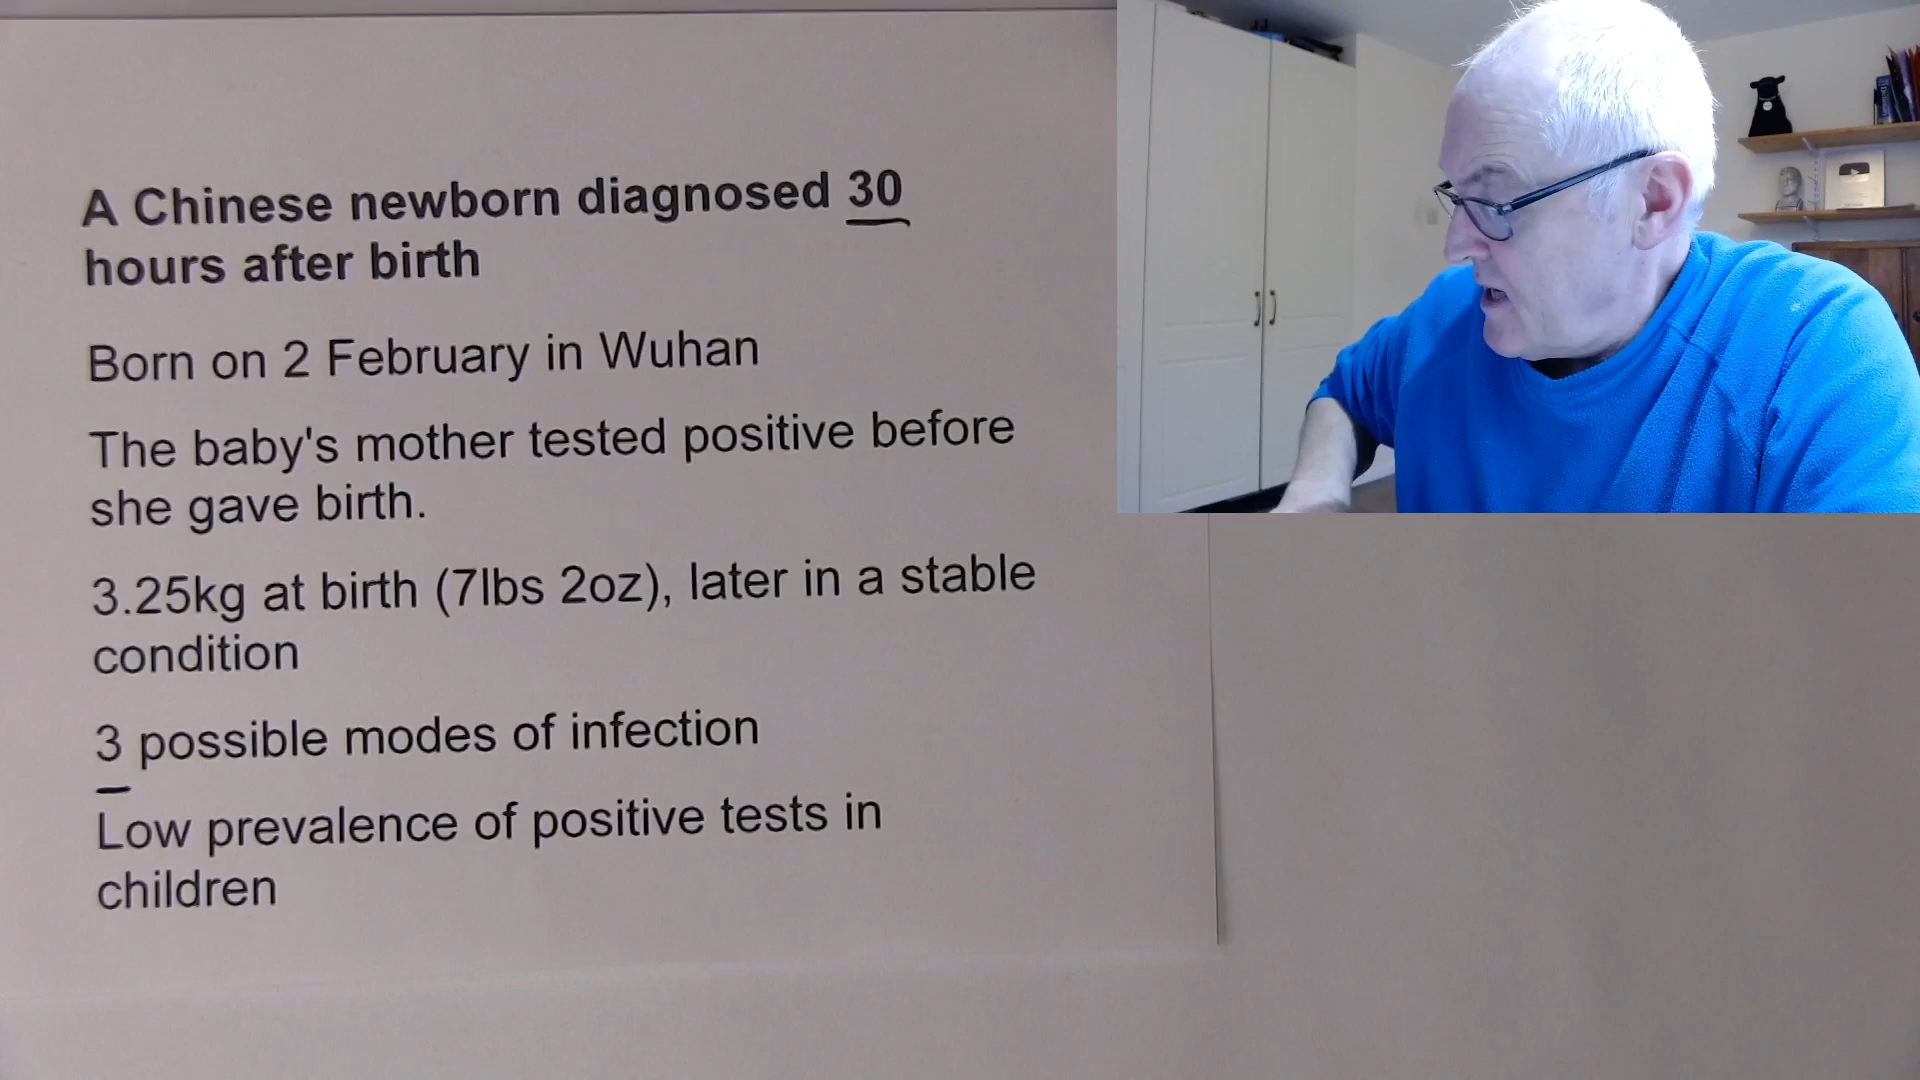 A Chinese newborn diagnosed 30
hours after birth
Born on 2 February in Wuhan
The baby's mother tested positive before
she gave birth.
3.25kg at birth (7lbs 2oz), later in a stable
condition
3 possible modes of infection
Low prevalence of positive tests in
children